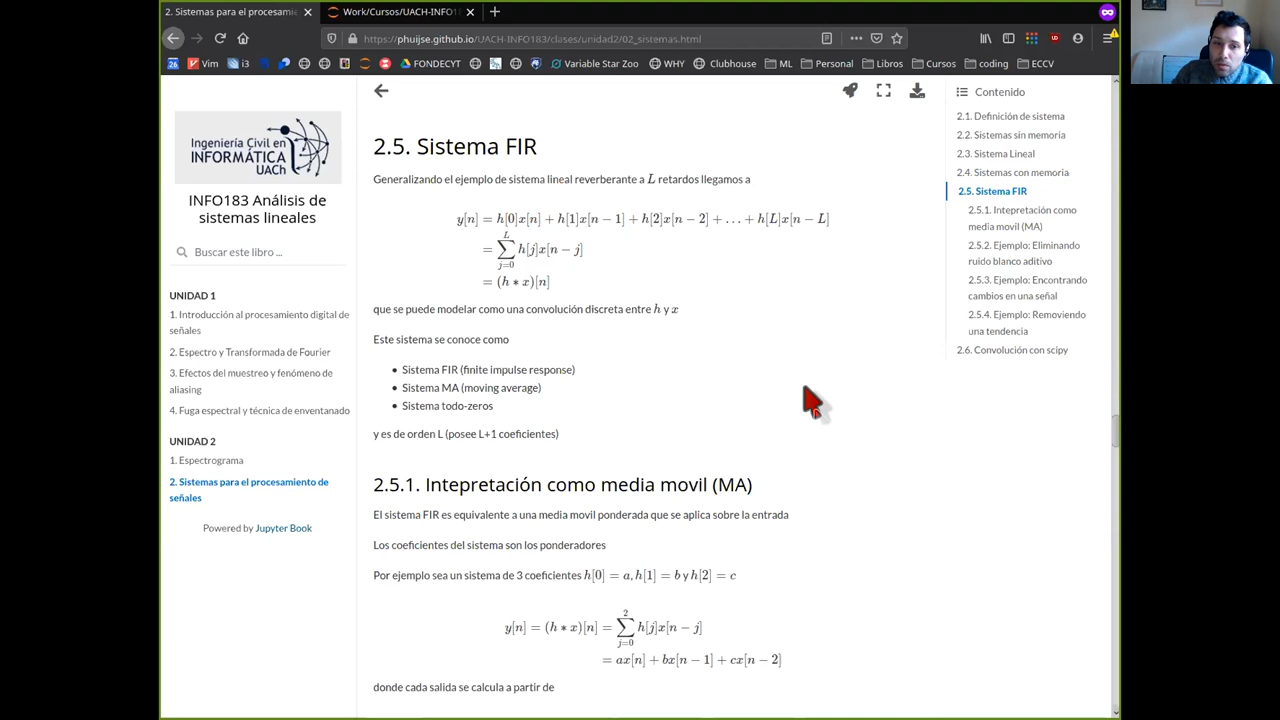 2. Sistemas para el procesamie
Work/Cursos/UACH-INFO1
https://phuijse.github.io/UACH-INFO183/clases/unidad2/02_sistemas.html
Vim
i3
FONDECYT
Variable Star Zoo
WHY
Clubhouse
ML
Personal
Libros
Cursos
coding
ECCV
Ingeniería Civil en
INFORMÁTICA
UACh
INFO183 Análisis de
sistemas lineales
Buscar este libro ...
UNIDAD 1
1. Introducción al procesamiento digital de
señales
2. Espectro y Transformada de Fourier
3. Efectos del muestreo y fenómeno de
aliasing
4. Fuga espectral y técnica de enventanado
UNIDAD 2
1. Espectrograma
2. Sistemas para el procesamiento de
señales
Powered by Jupyter Book
2.5. Sistema FIR
Generalizando el ejemplo de sistema lineal reverberante a L retardos llegamos a
y[n] = h[0]x[n] + h[1]x[n − 1] + h[2]x[n − 2] + … + h[L]x[n − L]
= ∑_{j=0}^{L} h[j]x[n − j]
= (h ∗ x)[n]
que se puede modelar como una convolución discreta entre h y x
Este sistema se conoce como
• Sistema FIR (finite impulse response)
• Sistema MA (moving average)
• Sistema todo-zeros
y es de orden L (posee L+1 coeficientes)
2.5.1. Intepretación como media movil (MA)
El sistema FIR es equivalente a una media movil ponderada que se aplica sobre la entrada
Los coeficientes del sistema son los ponderadores
Por ejemplo sea un sistema de 3 coeficientes h[0] = a, h[1] = b y h[2] = c
y[n] = (h ∗ x)[n] = ∑_{j=0}^{2} h[j]x[n − j]
= ax[n] + bx[n − 1] + cx[n − 2]
donde cada salida se calcula a partir de
Contenido
2.1. Definición de sistema
2.2. Sistemas sin memoria
2.3. Sistema Lineal
2.4. Sistemas con memoria
2.5. Sistema FIR
2.5.1. Intepretación como
media movil (MA)
2.5.2. Ejemplo: Eliminando
ruido blanco aditivo
2.5.3. Ejemplo: Encontrando
cambios en una señal
2.5.4. Ejemplo: Removiendo
una tendencia
2.6. Convolución con scipy